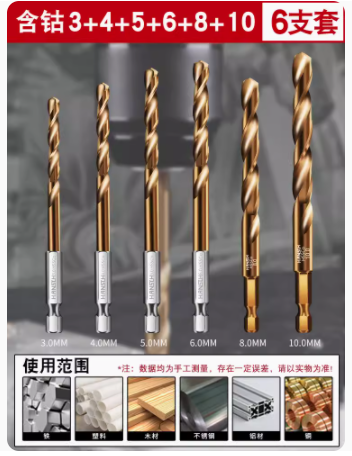 含钴3+4+5+6+8+10 6支套
3.0MM 4.0MM 5.0MM 6.0MM 8.0MM 10.0MM
使用范围 *注：数据均为手工测量，存在一定误差，请以实物为准！
铁 塑料 木材 不锈钢 铝材 铜